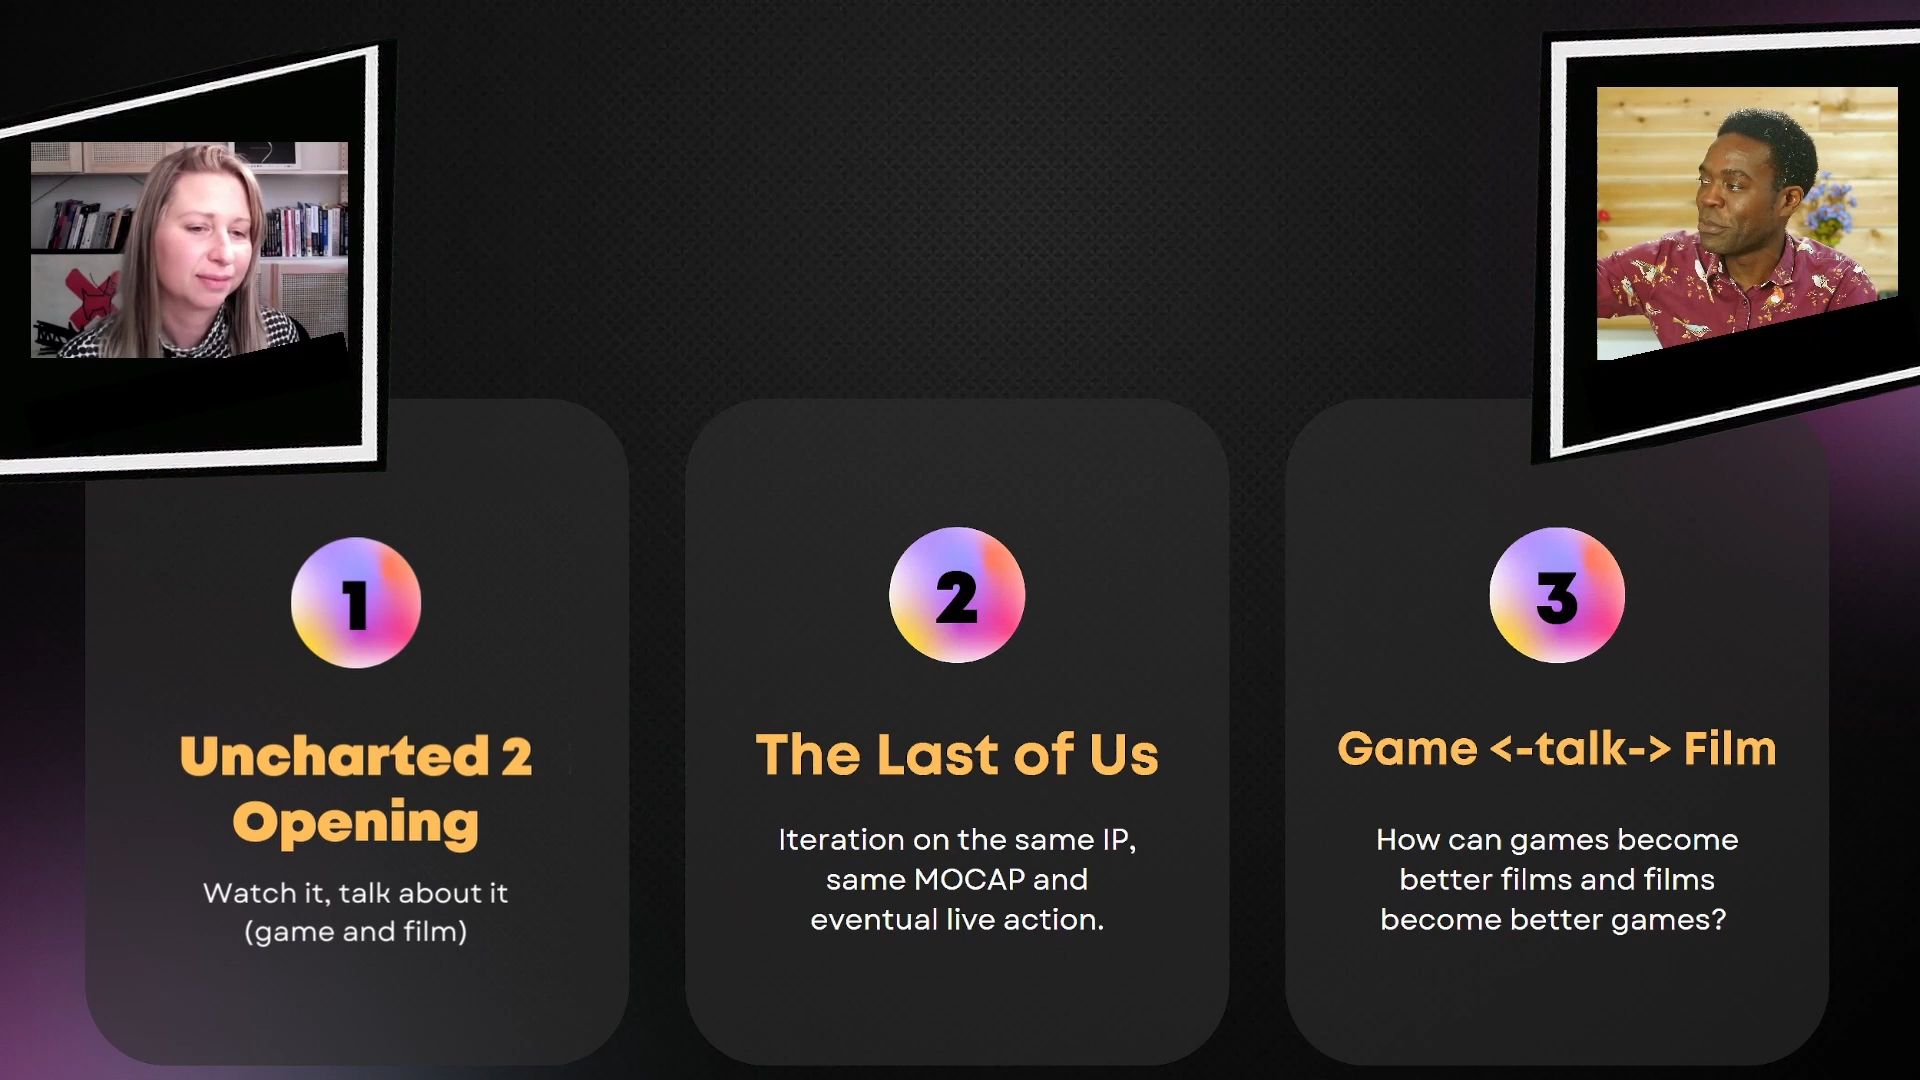 1
Uncharted 2
Opening
Watch it, talk about it
(game and film)
2
The Last of Us
Iteration on the same IP,
same MOCAP and
eventual live action.
3
Game <-talk-> Film
How can games become
better films and films
become better games?